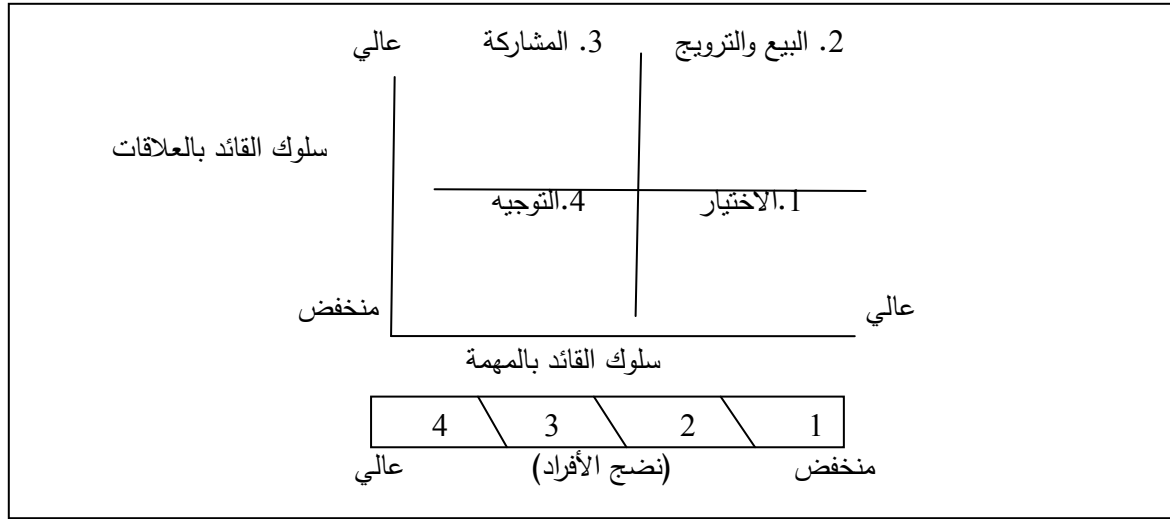 2. البيع والترويج
3. المشاركة
عالي
سلوك القائد بالعلاقات
1.الاختيار
4.التوجيه
عالي
منخفض
سلوك القائد بالمهمة
1
2
3
4
منخفض
(نضج الأفراد)
عالي